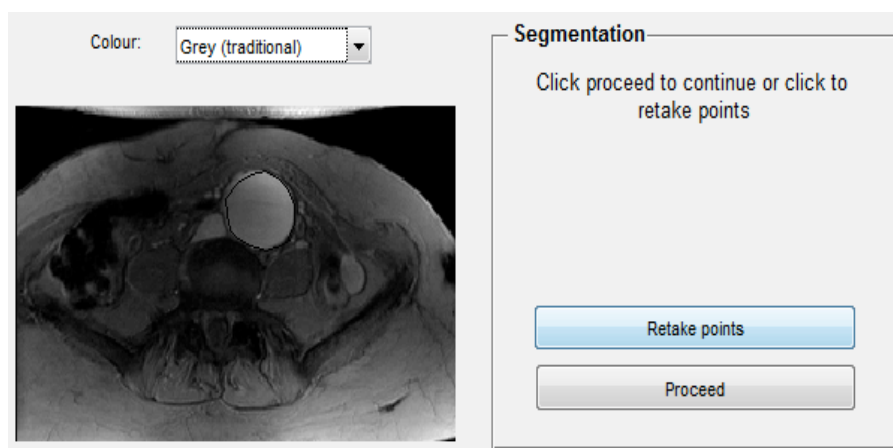 Colour:
Grey (traditional)
Segmentation
Click proceed to continue or click to
retake points
Retake points
Proceed